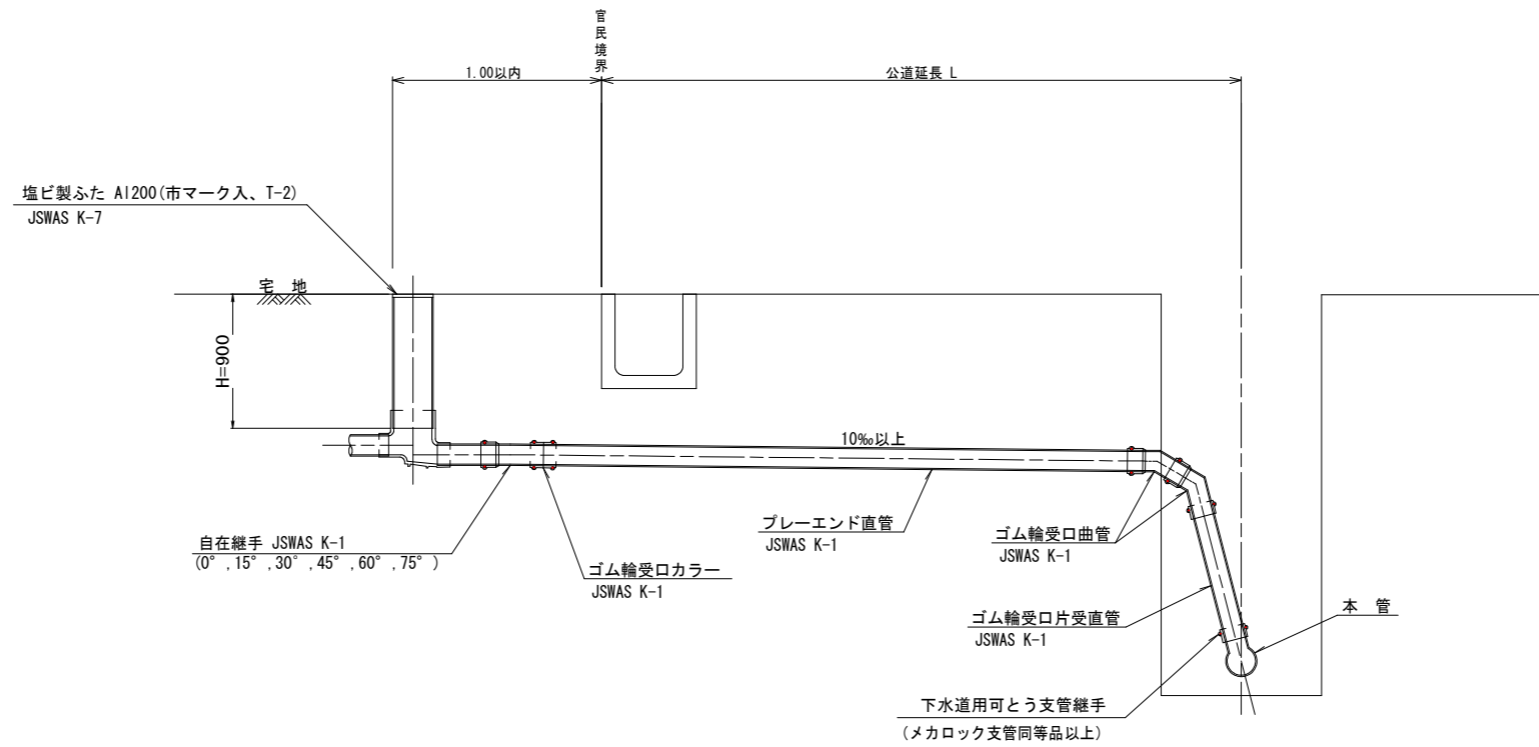 官民境界
1.00以内
公道延長 L
塩ビ製ふた AI200(市マーク入、T-2)
JSWAS K-7
宅 地
H=900
10‰以上
自在継手 JSWAS K-1
(0°,15°,30°,45°,60°,75°)
ゴム輪受口カラー
JSWAS K-1
プレーエンド直管
JSWAS K-1
ゴム輪受口曲管
JSWAS K-1
ゴム輪受口片受直管
JSWAS K-1
本 管
下水道用可とう支管継手
(メカロック支管同等品以上)